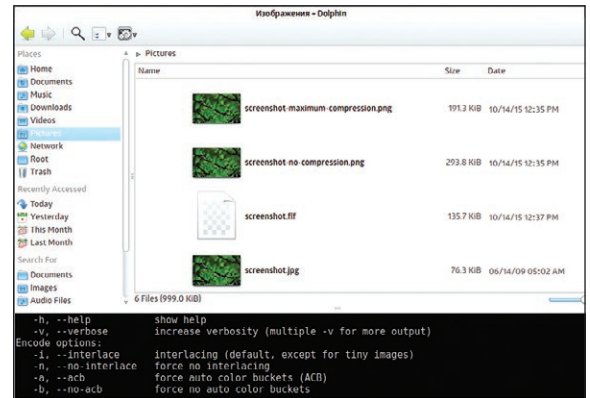 Изображения – Dolphin
Places
▸ Pictures
Home
Documents
Music
Downloads
Videos
Pictures
Network
Root
Trash
Recently Accessed
Today
Yesterday
This Month
Last Month
Search For
Documents
Images
Audio Files
Name Size Date
screenshot-maximum-compression.png 191.3 KiB 10/14/15 12:35 PM
screenshot-no-compression.png 293.8 KiB 10/14/15 12:35 PM
screenshot.flf 135.7 KiB 10/14/15 12:37 PM
screenshot.jpg 76.3 KiB 06/14/09 05:02 AM
6 Files (999.0 KiB)
-h, --help show help
-v, --verbose increase verbosity (multiple -v for more output)
Encode options:
-i, --interlace interlacing (default, except for tiny images)
-n, --no-interlace force no interlacing
-a, --acb force auto color buckets (ACB)
-b, --no-acb force no auto color buckets